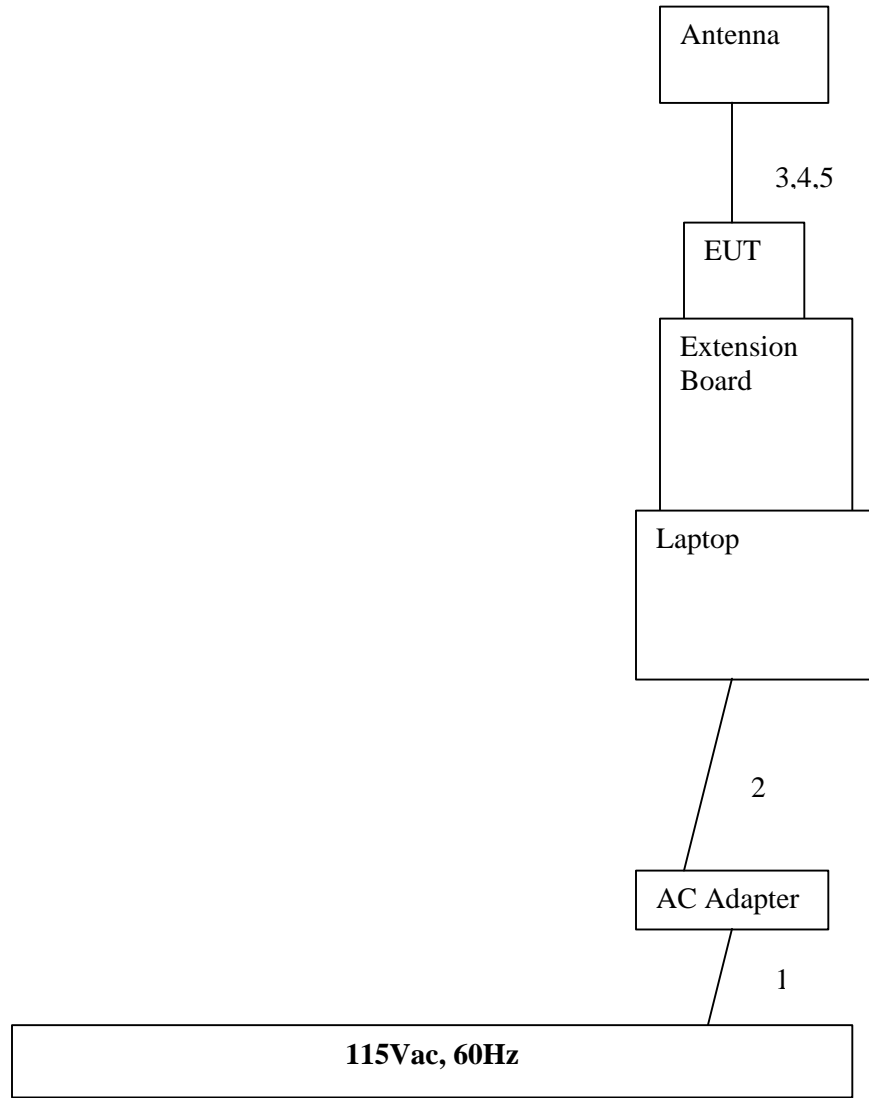 Antenna
3,4,5
EUT
Extension
Board
Laptop
2
AC Adapter
1
115Vac, 60Hz